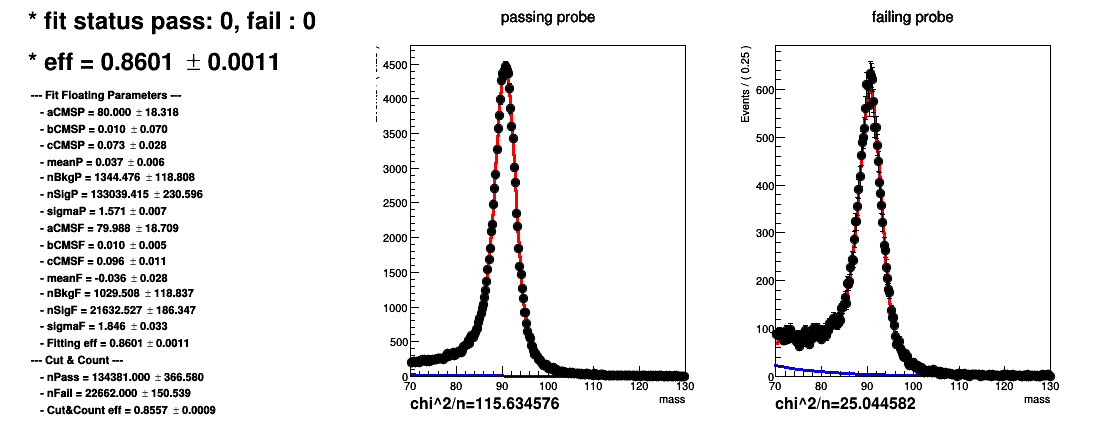 * fit status pass: 0, fail : 0
* eff = 0.8601 ± 0.0011
--- Fit Floating Parameters ---
- aCMSP = 80.000 ± 18.318
- bCMSP = 0.010 ± 0.070
- cCMSP = 0.073 ± 0.028
- meanP = 0.037 ± 0.006
- nBkgP = 1344.476 ± 118.808
- nSigP = 133039.415 ± 230.596
- sigmaP = 1.571 ± 0.007
- aCMSF = 79.988 ± 18.709
- bCMSF = 0.010 ± 0.005
- cCMSF = 0.096 ± 0.011
- meanF = -0.036 ± 0.028
- nBkgF = 1029.508 ± 118.837
- nSigF = 21632.527 ± 186.347
- sigmaF = 1.846 ± 0.033
- Fitting eff = 0.8601 ± 0.0011
--- Cut & Count ---
- nPass = 134381.000 ± 366.580
- nFail = 22662.000 ± 150.539
- Cut&Count eff = 0.8557 ± 0.0009
passing probe
4500
4000
3500
3000
2500
2000
1500
1000
500
0
70 80 90 100 110 120 130
mass
chi^2/n=115.634576
failing probe
Events / ( 0.25 )
600
500
400
300
200
100
0
70 80 90 100 110 120 130
mass
chi^2/n=25.044582